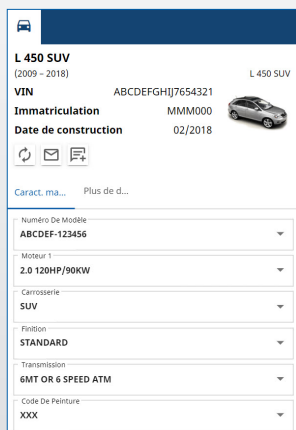 L 450 SUV
(2009 – 2018)
L 450 SUV
VIN ABCDEFGHIJ7654321
Immatriculation MMM000
Date de construction 02/2018
Caract. ma...
Plus de d...
Numéro De Modèle
ABCDEF-123456
Moteur 1
2.0 120HP/90KW
Carrosserie
SUV
Finition
STANDARD
Transmission
6MT OR 6 SPEED ATM
Code De Peinture
XXX